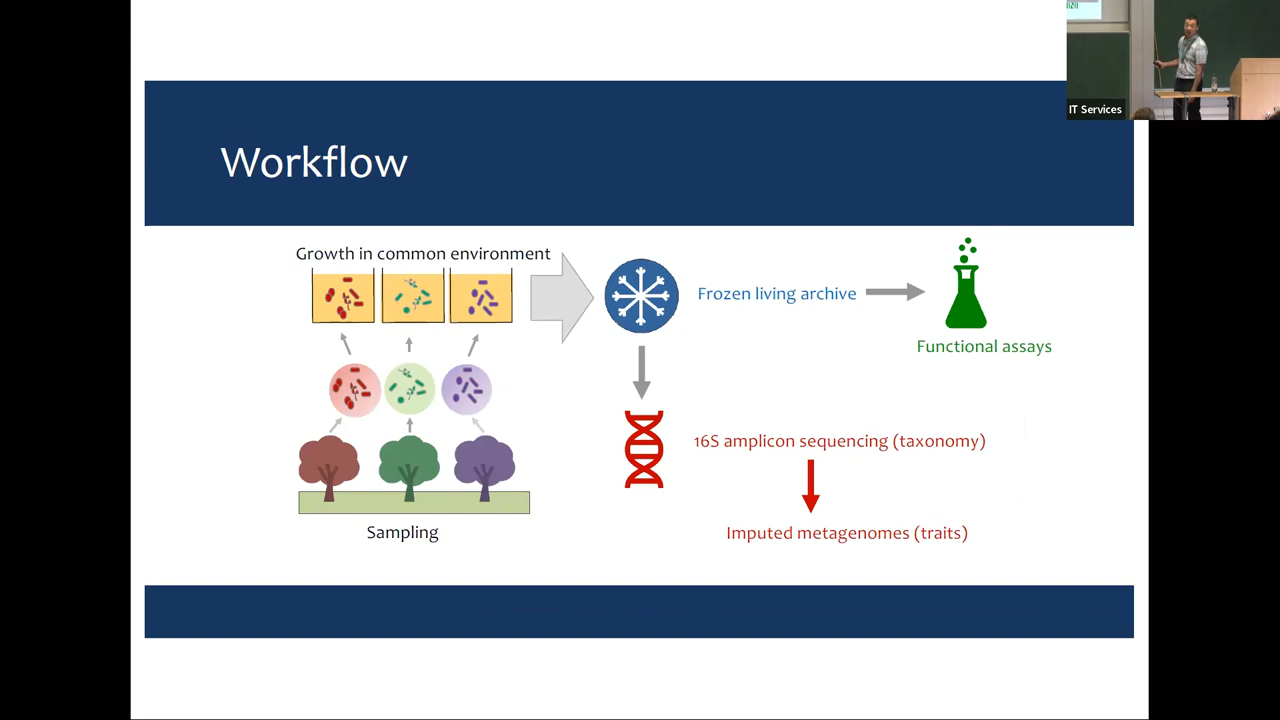 IT Services
Workflow
Growth in common environment
Frozen living archive
Functional assays
16S amplicon sequencing (taxonomy)
Sampling
Imputed metagenomes (traits)